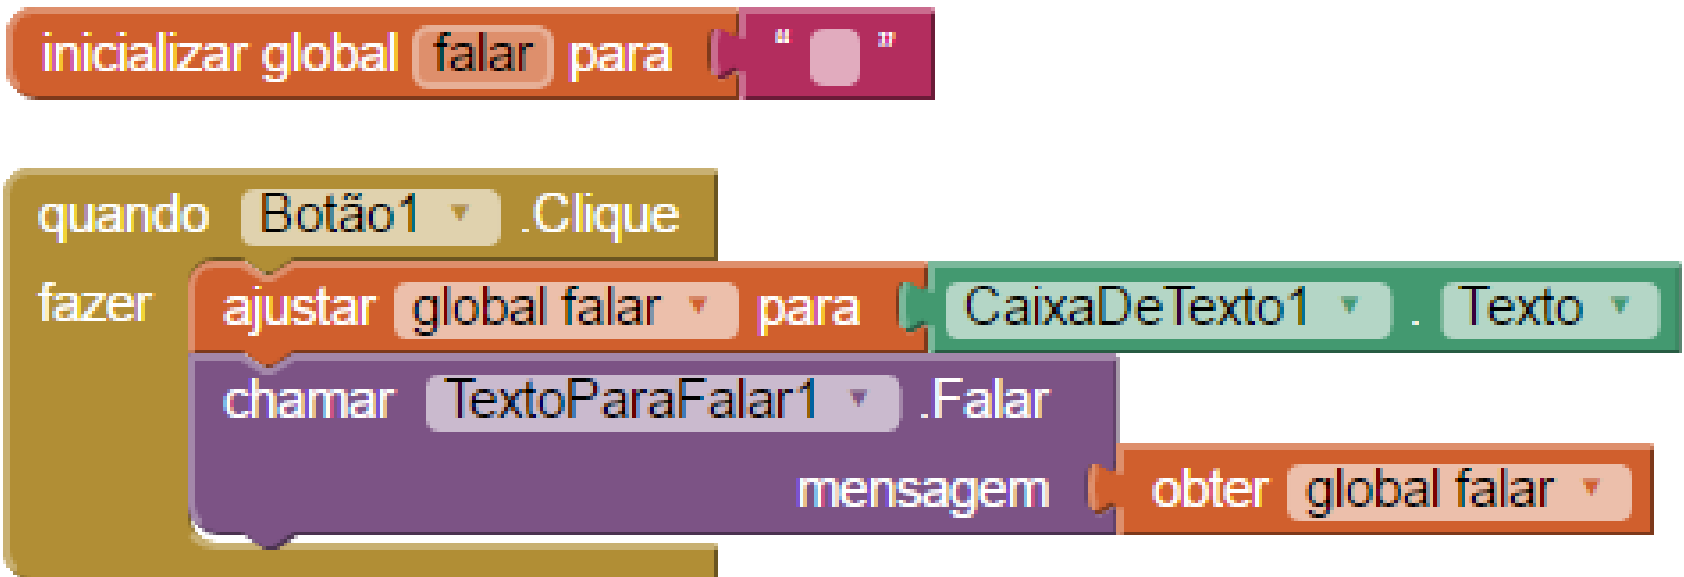 inicializar global falar para “ ”
quando Botão1 .Clique
fazer ajustar global falar para CaixaDeTexto1 . Texto
chamar TextoParaFalar1 .Falar
mensagem obter global falar